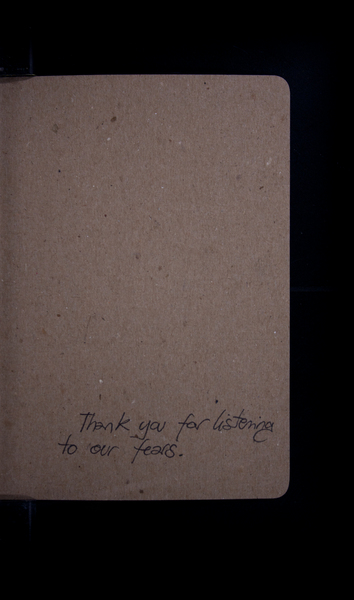 Thank you for listening
to our fears.